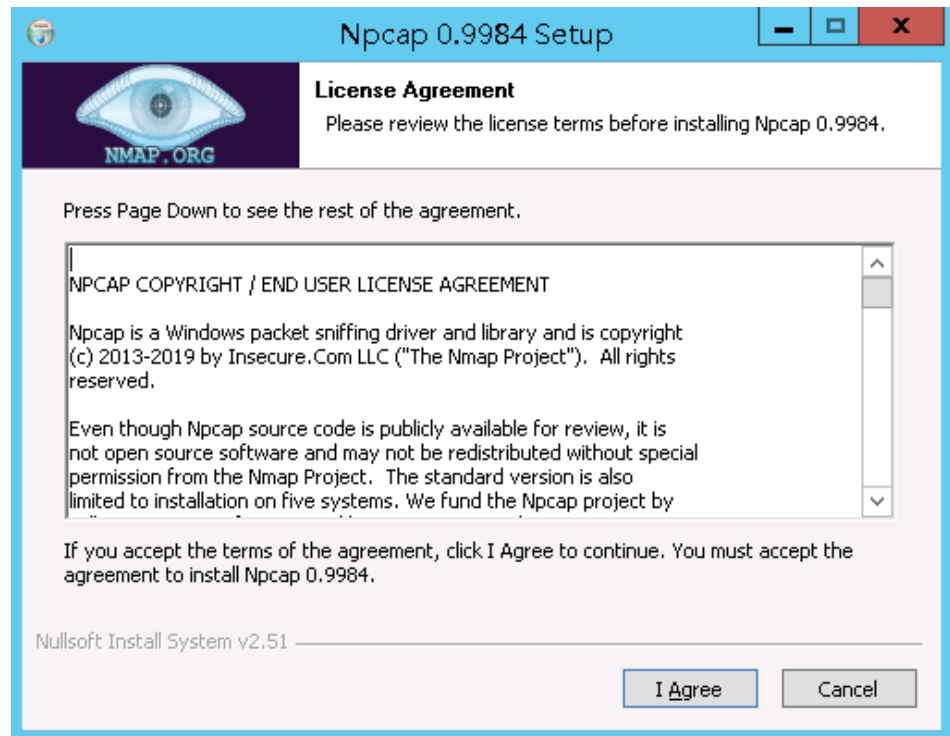 Npcap 0.9984 Setup
NMAP.ORG
License Agreement
Please review the license terms before installing Npcap 0.9984.
Press Page Down to see the rest of the agreement.
NPCAP COPYRIGHT / END USER LICENSE AGREEMENT
Npcap is a Windows packet sniffing driver and library and is copyright
(c) 2013-2019 by Insecure.Com LLC ("The Nmap Project").  All rights
reserved.
Even though Npcap source code is publicly available for review, it is
not open source software and may not be redistributed without special
permission from the Nmap Project.  The standard version is also
limited to installation on five systems. We fund the Npcap project by
If you accept the terms of the agreement, click I Agree to continue. You must accept the
agreement to install Npcap 0.9984.
Nullsoft Install System v2.51
I Agree
Cancel